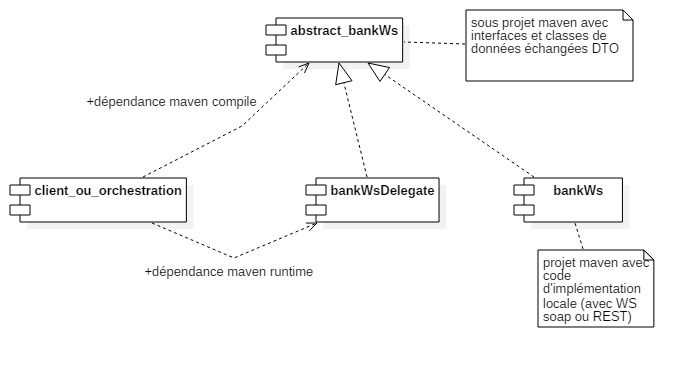 abstract_bankWs
sous projet maven avec
interfaces et classes de
données échangées DTO
+dépendance maven compile
client_ou_orchestration
bankWsDelegate
bankWs
+dépendance maven runtime
projet maven avec
code
d'implémentation
locale (avec WS
soap ou REST)